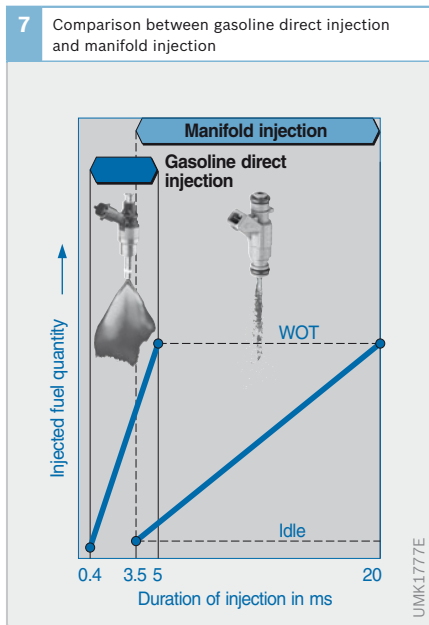 7 Comparison between gasoline direct injection
and manifold injection
Manifold injection
Gasoline direct
injection
Injected fuel quantity
WOT
Idle
0.4 3.5 5 20
Duration of injection in ms
UMK1777E